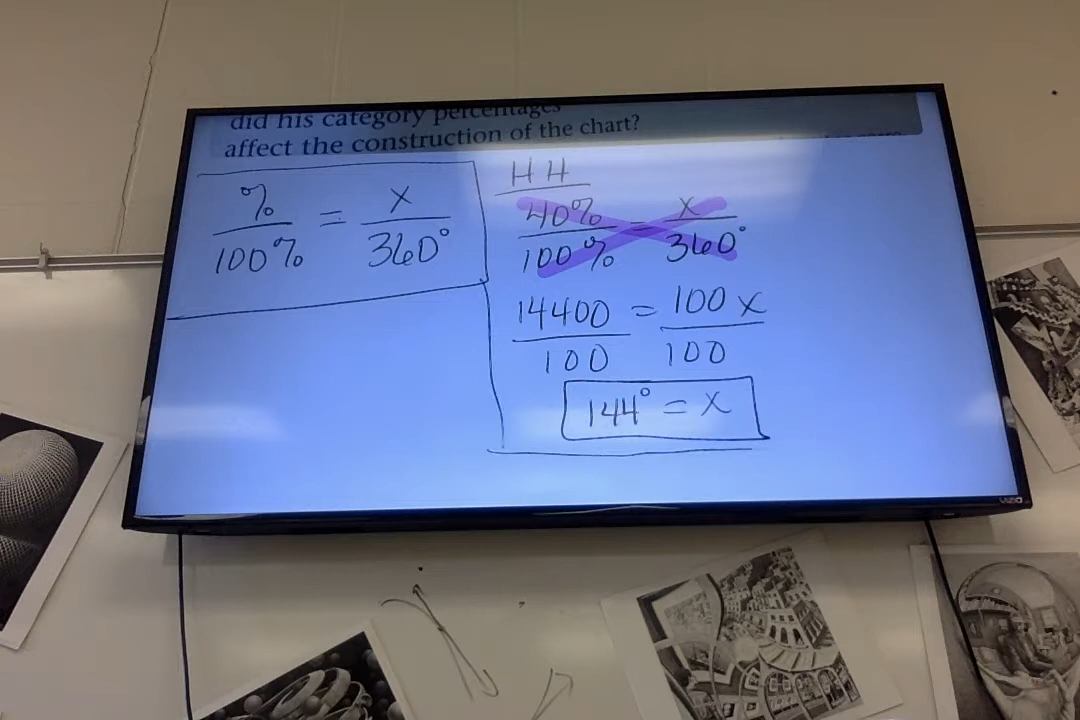 did his category percentages
affect the construction of the chart?
%/100% = x/360°
HH
40%/100% = x/360°
14400/100 = 100x/100
144° = x
VIZIO